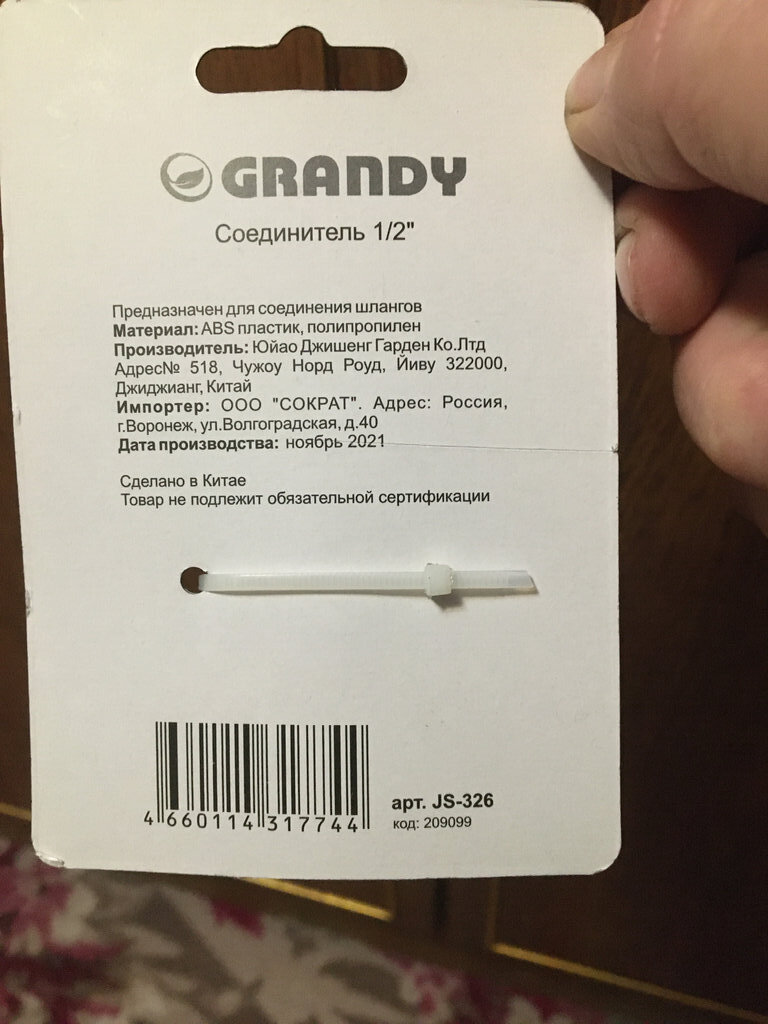 GRANDY
Соединитель 1/2"
Предназначен для соединения шлангов
Материал: ABS пластик, полипропилен
Производитель: Юйао Джишенг Гарден Ко.Лтд
Адрес№ 518, Чужоу Норд Роуд, Йиву 322000,
Джиджианг, Китай
Импортер: ООО "СОКРАТ". Адрес: Россия,
г.Воронеж, ул.Волгоградская, д.40
Дата производства: ноябрь 2021
Сделано в Китае
Товар не подлежит обязательной сертификации
4 660114 317744
арт. JS-326
код: 209099